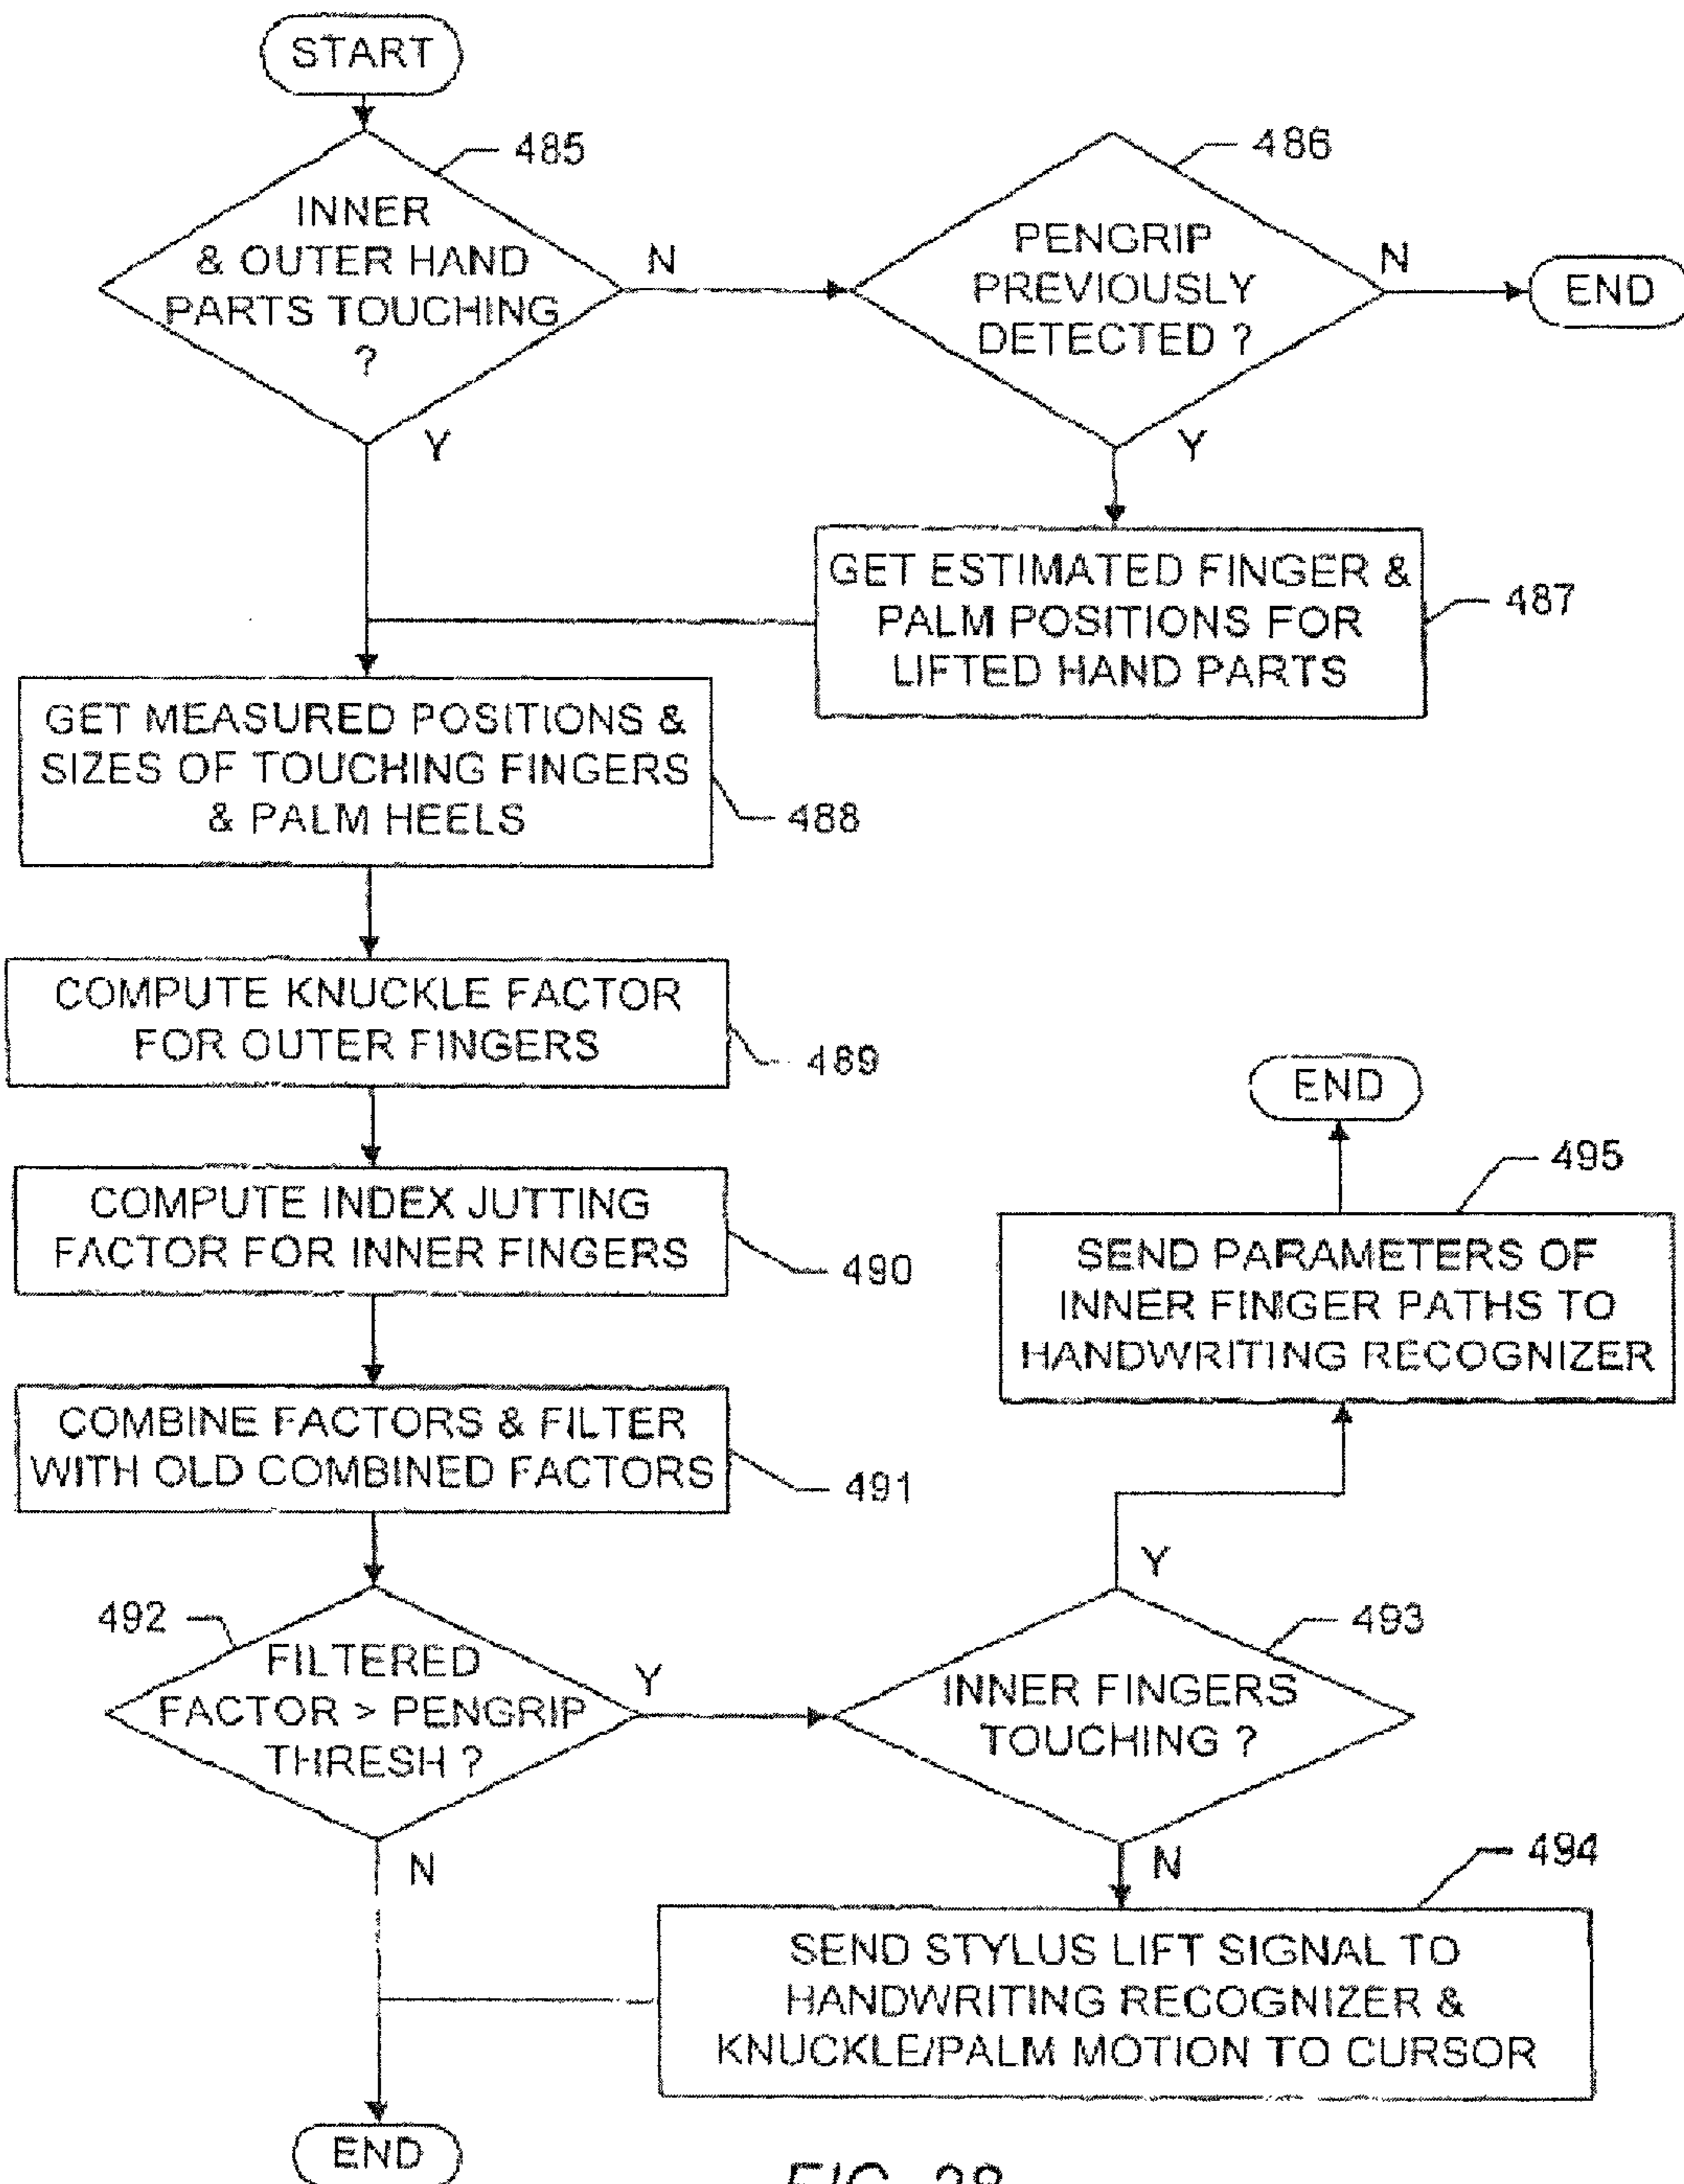 START
485
INNER
& OUTER HAND
PARTS TOUCHING
?
N
Y
486
PENGRIP
PREVIOUSLY
DETECTED ?
N
END
Y
GET ESTIMATED FINGER &
PALM POSITIONS FOR
LIFTED HAND PARTS
487
GET MEASURED POSITIONS &
SIZES OF TOUCHING FINGERS
& PALM HEELS
488
COMPUTE KNUCKLE FACTOR
FOR OUTER FINGERS
489
COMPUTE INDEX JUTTING
FACTOR FOR INNER FINGERS
490
COMBINE FACTORS & FILTER
WITH OLD COMBINED FACTORS
491
492
FILTERED
FACTOR > PENGRIP
THRESH ?
Y
N
493
INNER FINGERS
TOUCHING ?
Y
N
END
495
SEND PARAMETERS OF
INNER FINGER PATHS TO
HANDWRITING RECOGNIZER
494
SEND STYLUS LIFT SIGNAL TO
HANDWRITING RECOGNIZER &
KNUCKLE/PALM MOTION TO CURSOR
END
FIG. 38